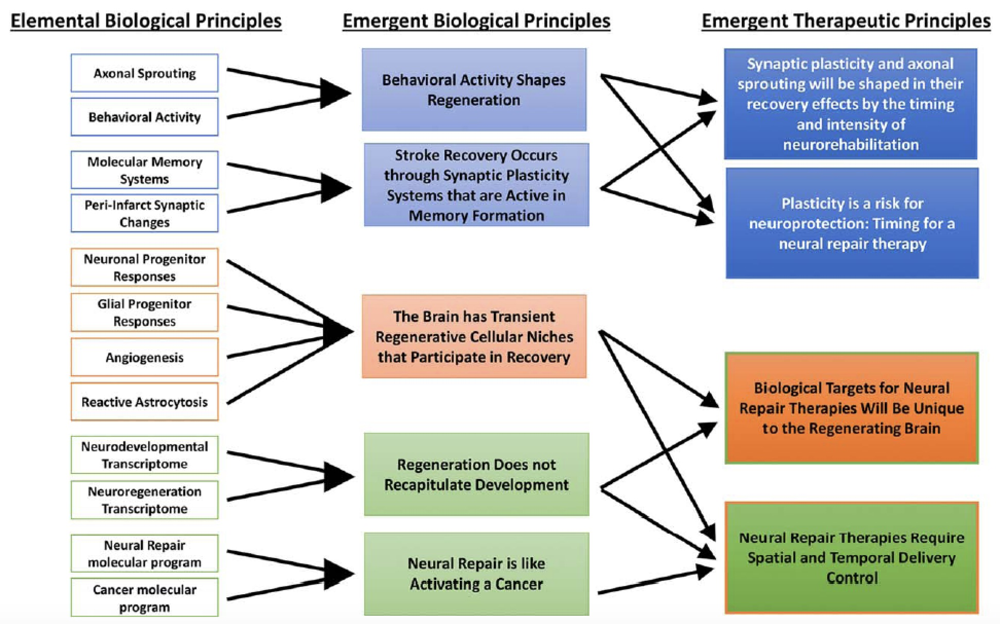 Elemental Biological Principles
Emergent Biological Principles
Emergent Therapeutic Principles
Axonal Sprouting
Behavioral Activity
Molecular Memory
Systems
Peri-Infarct Synaptic
Changes
Neuronal Progenitor
Responses
Glial Progenitor
Responses
Angiogenesis
Reactive Astrocytosis
Neurodevelopmental
Transcriptome
Neuroregeneration
Transcriptome
Neural Repair
molecular program
Cancer molecular
program
Behavioral Activity Shapes
Regeneration
Stroke Recovery Occurs
through Synaptic Plasticity
Systems that are Active in
Memory Formation
The Brain has Transient
Regenerative Cellular Niches
that Participate in Recovery
Regeneration Does not
Recapitulate Development
Neural Repair is like
Activating a Cancer
Synaptic plasticity and axonal
sprouting will be shaped in their
recovery effects by the timing
and intensity of
neurorehabilitation
Plasticity is a risk for
neuroprotection: Timing for a
neural repair therapy
Biological Targets for Neural
Repair Therapies Will Be Unique
to the Regenerating Brain
Neural Repair Therapies Require
Spatial and Temporal Delivery
Control